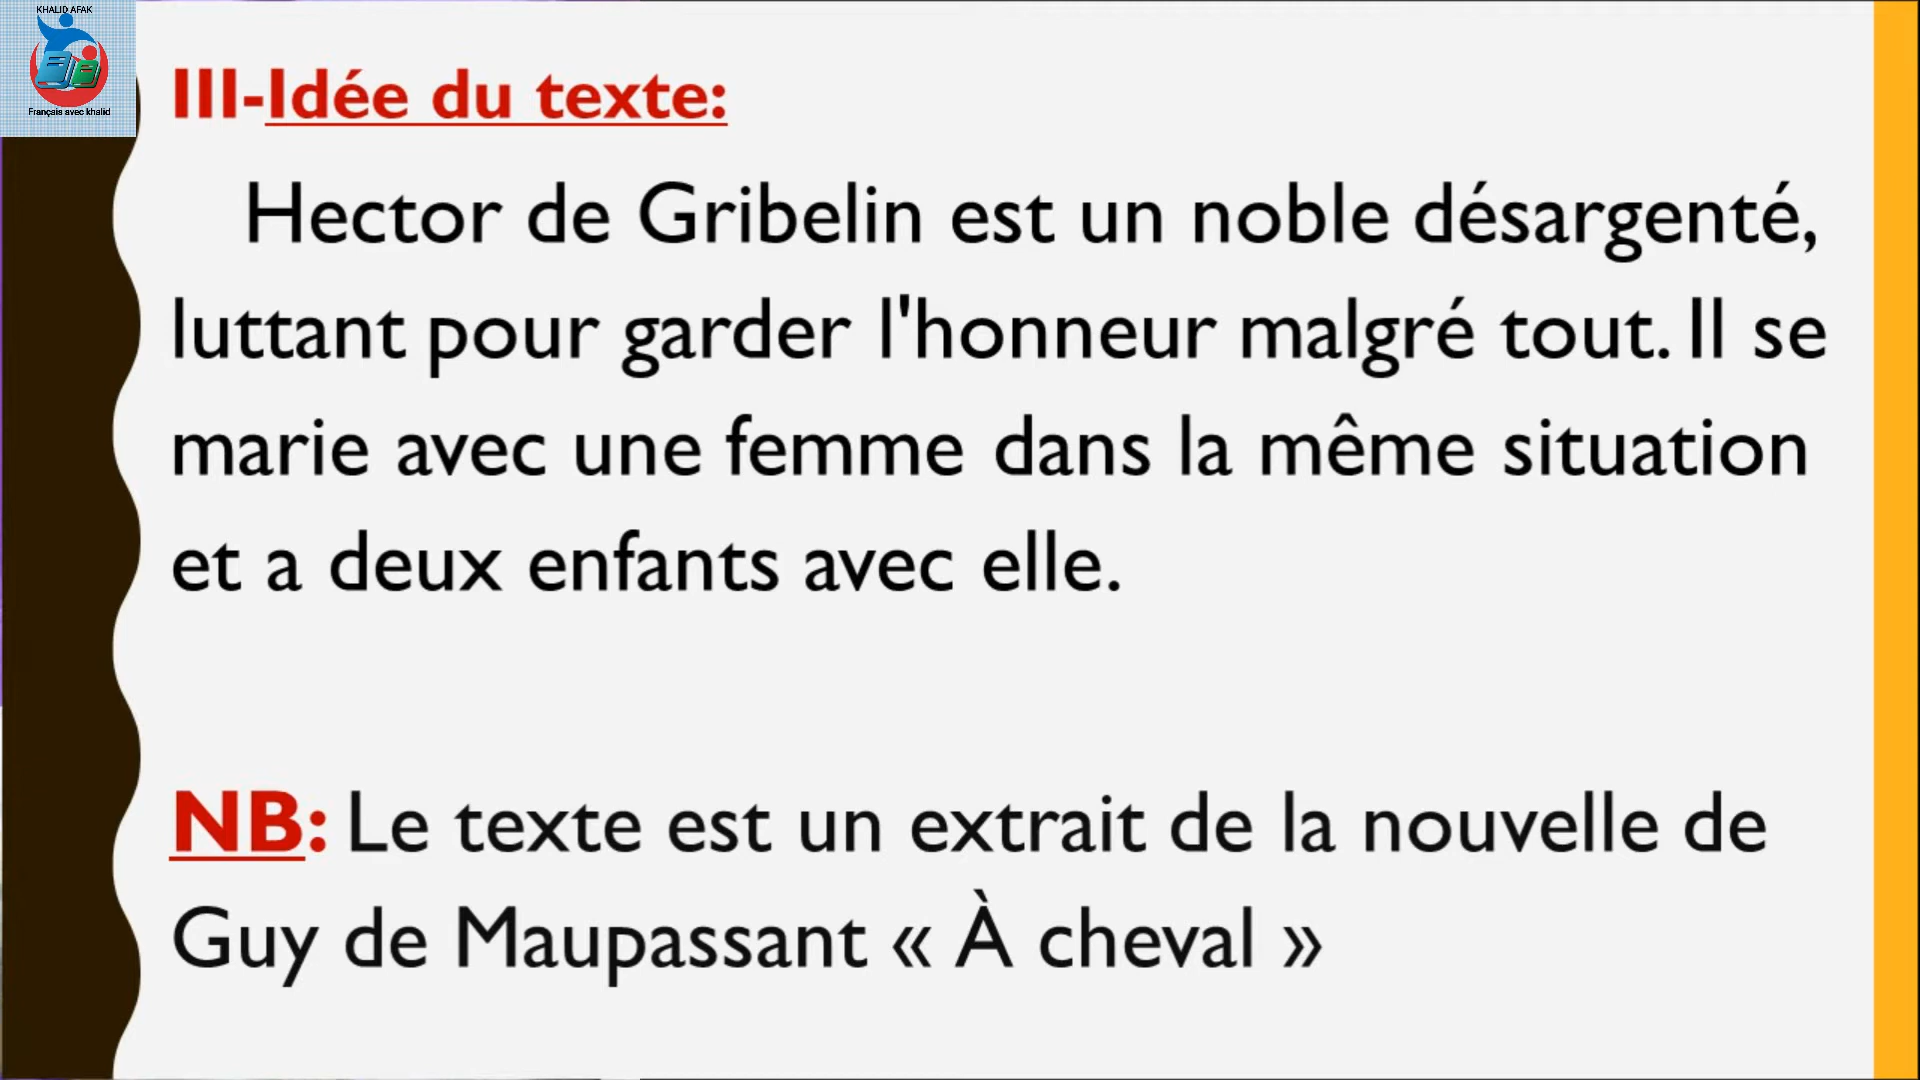 KHALID AFAK
Français avec khalid
III-Idée du texte:
Hector de Gribelin est un noble désargenté,
luttant pour garder l'honneur malgré tout. Il se
marie avec une femme dans la même situation
et a deux enfants avec elle.
NB: Le texte est un extrait de la nouvelle de
Guy de Maupassant « À cheval »